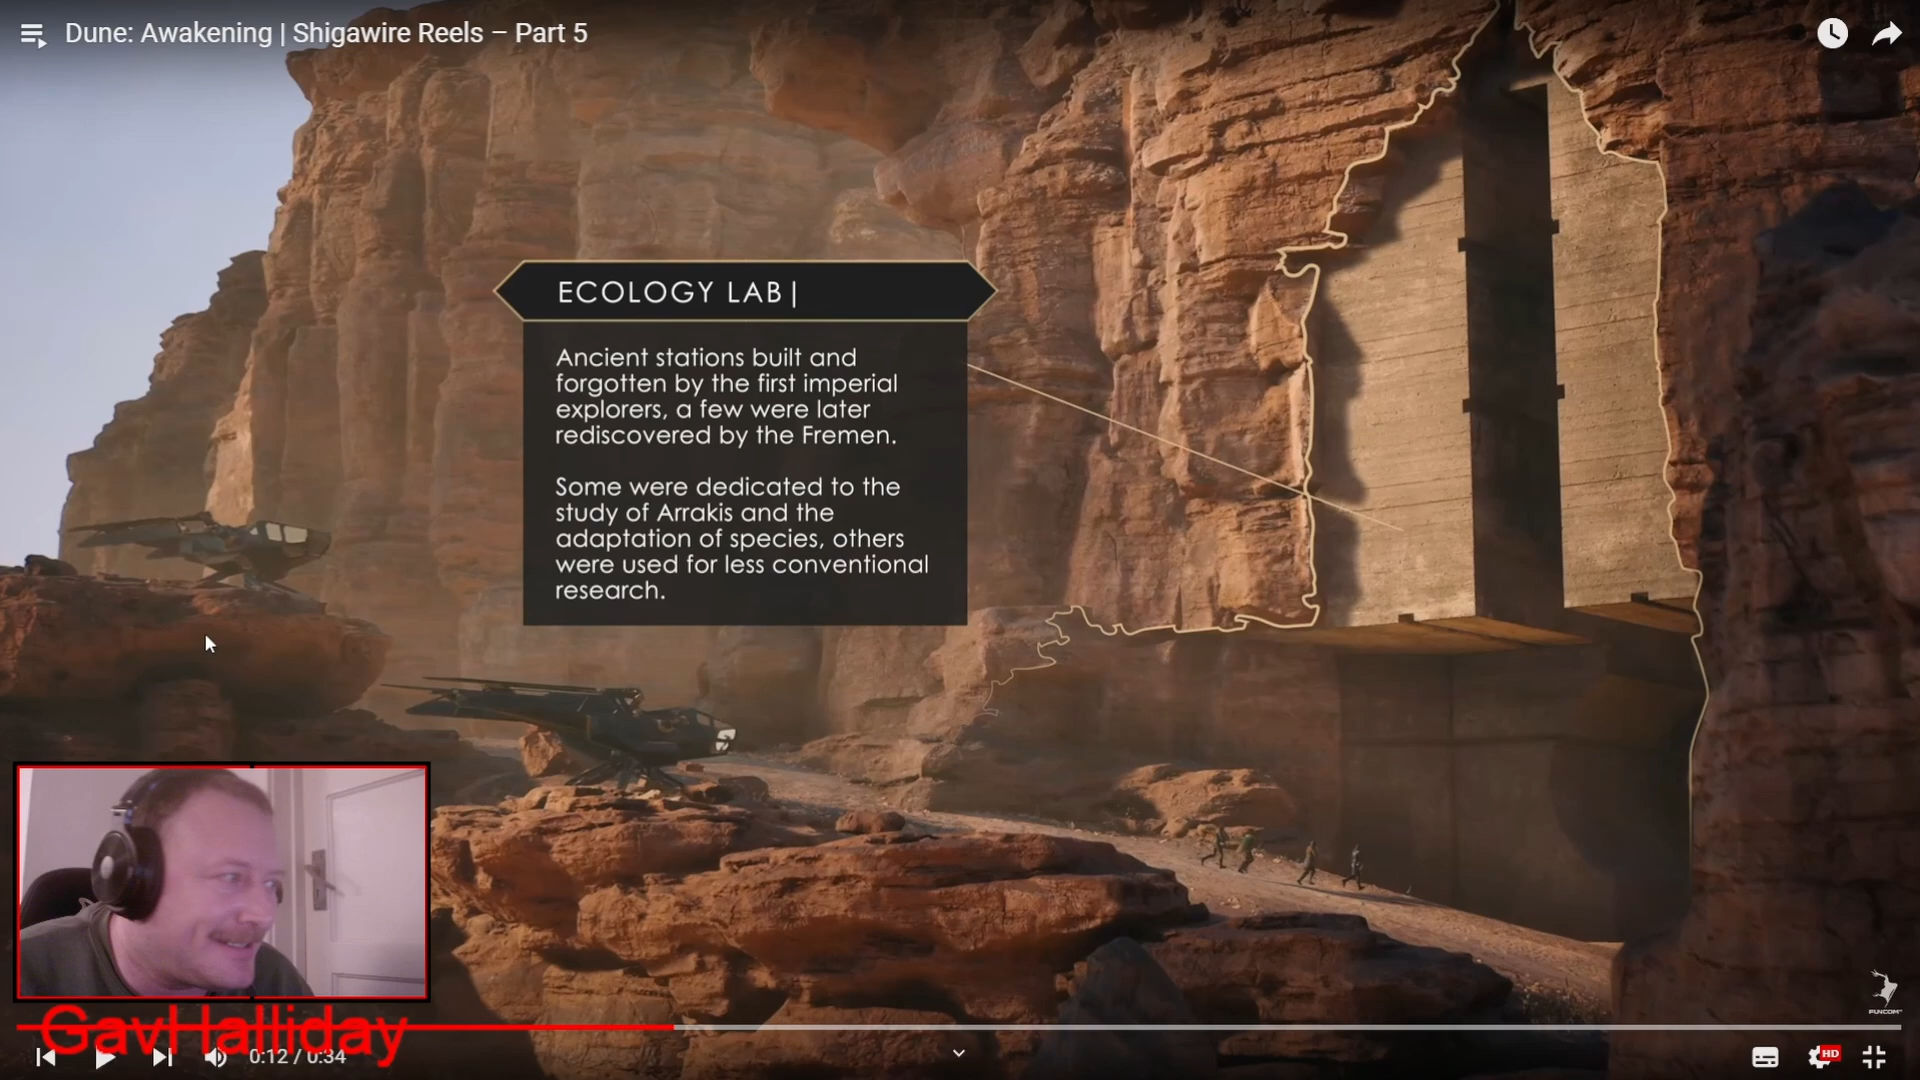 Dune: Awakening | Shigawire Reels – Part 5
ECOLOGY LAB|
Ancient stations built and
forgotten by the first imperial
explorers, a few were later
rediscovered by the Fremen.
Some were dedicated to the
study of Arrakis and the
adaptation of species, others
were used for less conventional
research.
FUNCOM
GavHalliday
0:12 / 0:34
HD